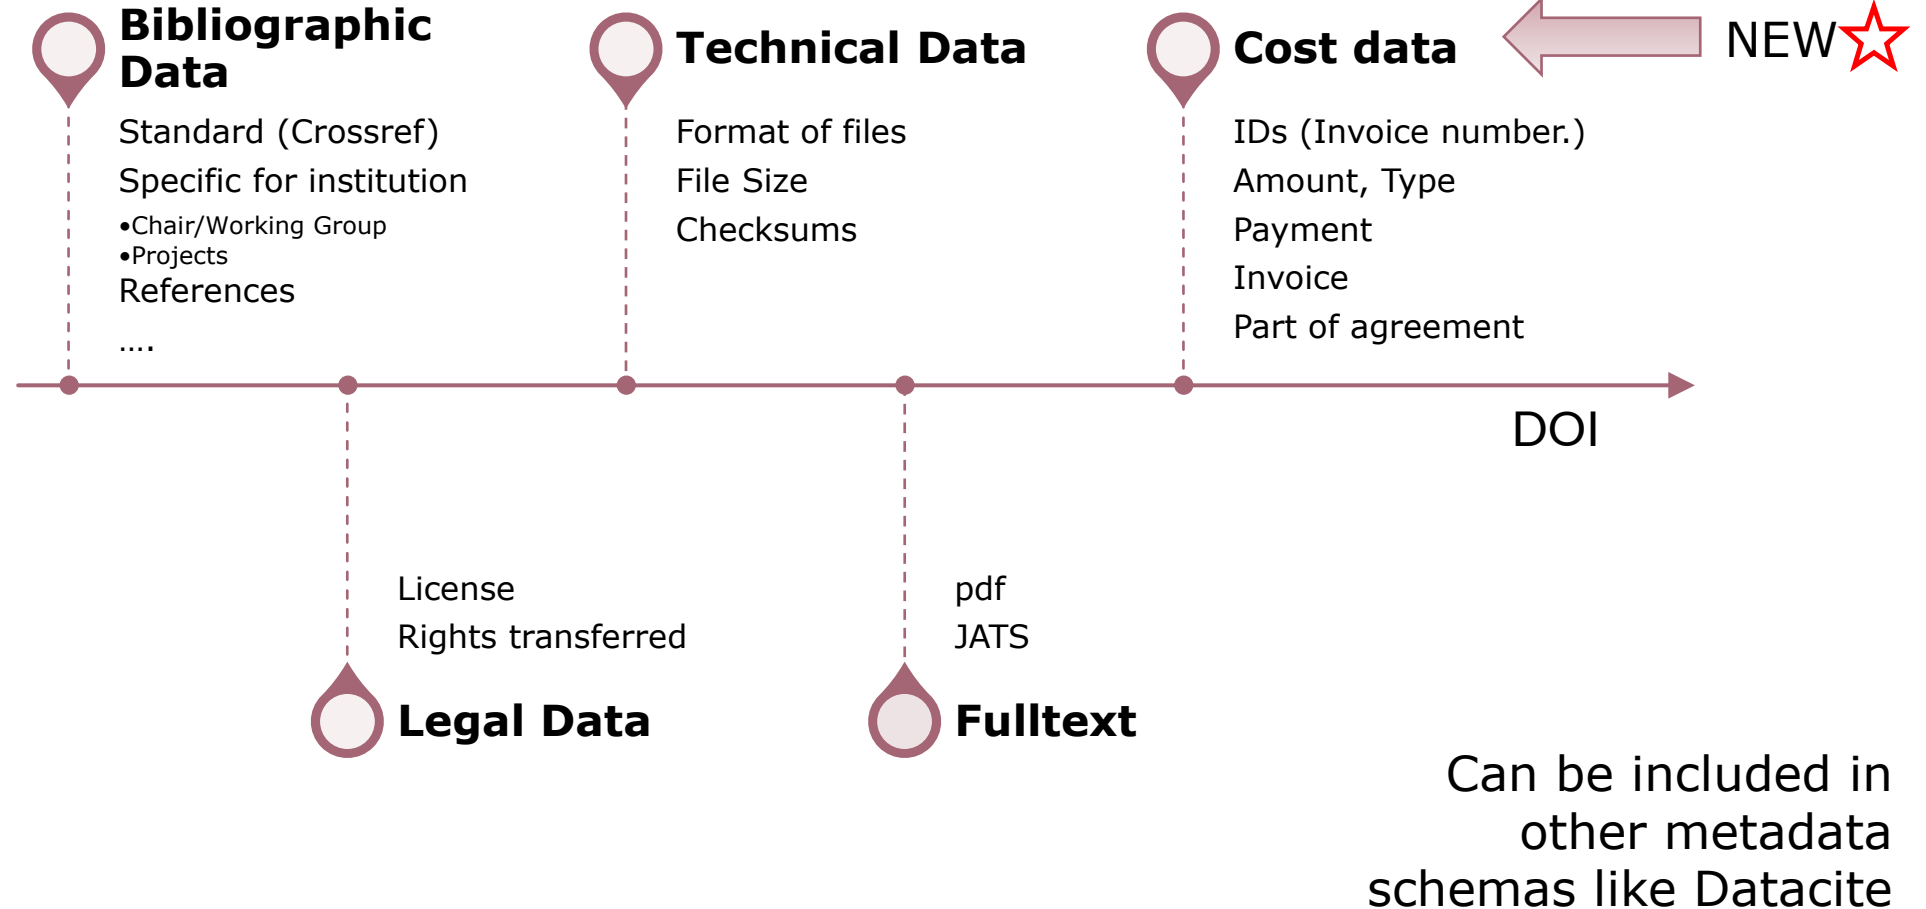 Bibliographic
Data
Standard (Crossref)
Specific for institution
•Chair/Working Group
•Projects
References
….
Technical Data
Format of files
File Size
Checksums
Cost data
IDs (Invoice number.)
Amount, Type
Payment
Invoice
Part of agreement
NEW
DOI
License
Rights transferred
Legal Data
pdf
JATS
Fulltext
Can be included in
other metadata
schemas like Datacite